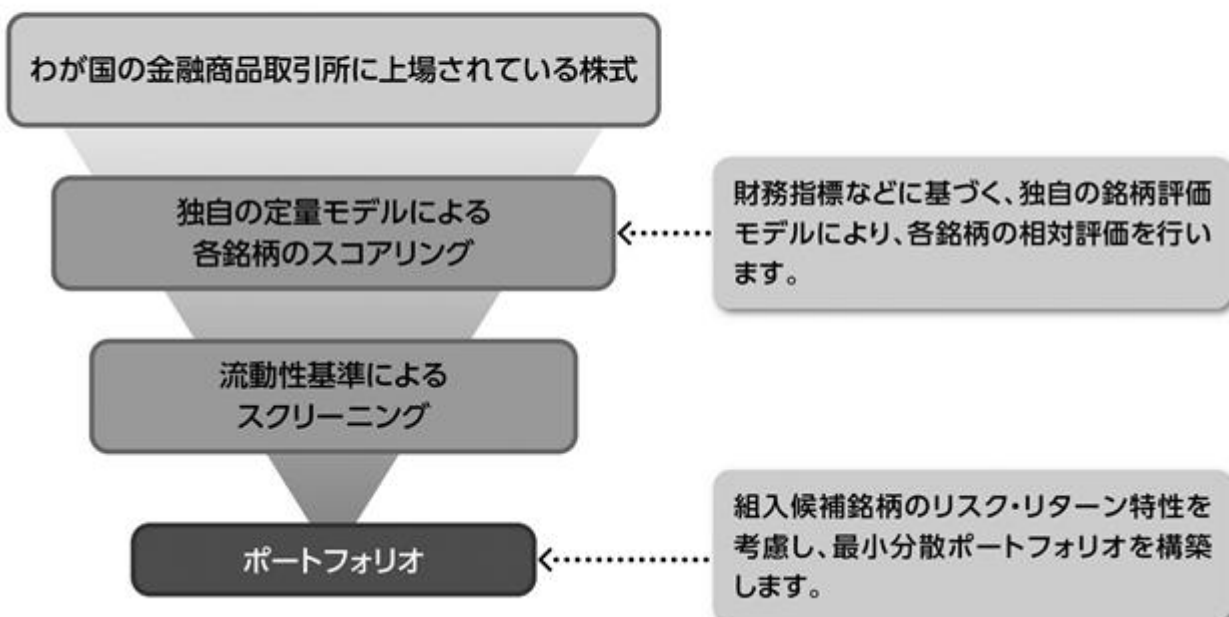 わが国の金融商品取引所に上場されている株式
独自の定量モデルによる
各銘柄のスコアリング
財務指標などに基づく、独自の銘柄評価
モデルにより、各銘柄の相対評価を行い
ます。
流動性基準による
スクリーニング
ポートフォリオ
組入候補銘柄のリスク・リターン特性を
考慮し、最小分散ポートフォリオを構築
します。